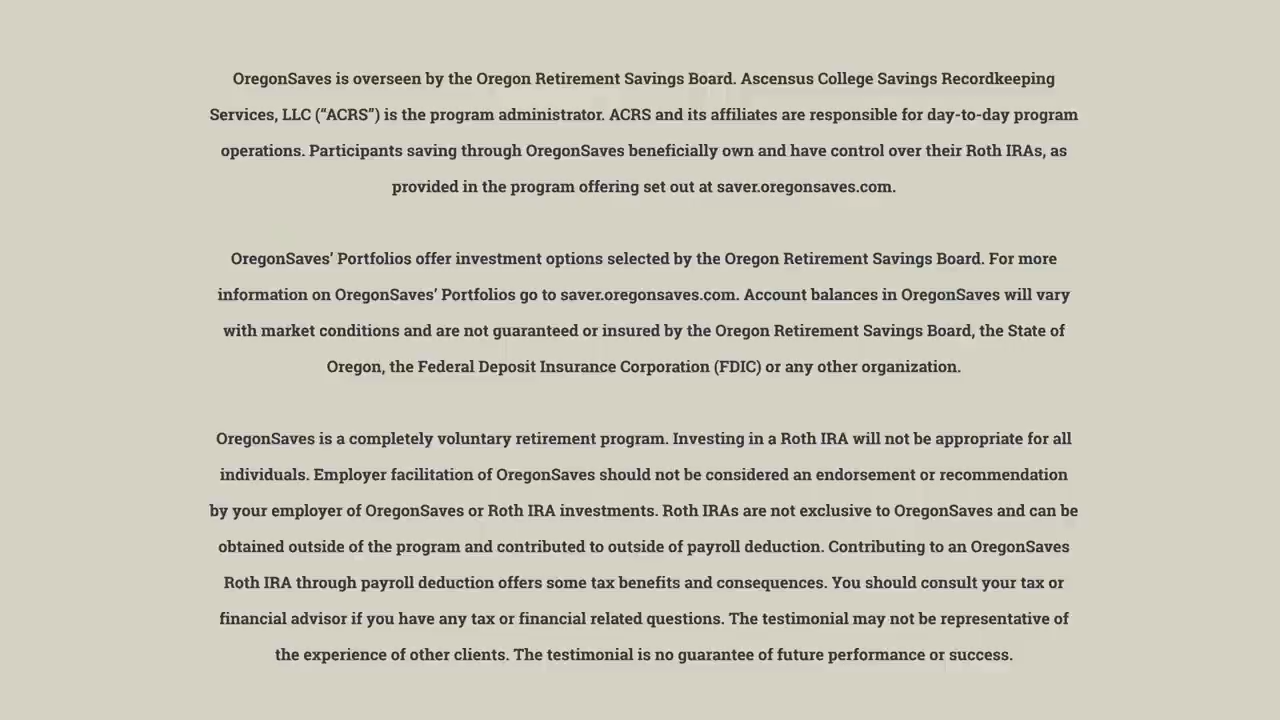 OregonSaves is overseen by the Oregon Retirement Savings Board. Ascensus College Savings Recordkeeping
Services, LLC (“ACRS”) is the program administrator. ACRS and its affiliates are responsible for day-to-day program
operations. Participants saving through OregonSaves beneficially own and have control over their Roth IRAs, as
provided in the program offering set out at saver.oregonsaves.com.
OregonSaves’ Portfolios offer investment options selected by the Oregon Retirement Savings Board. For more
information on OregonSaves’ Portfolios go to saver.oregonsaves.com. Account balances in OregonSaves will vary
with market conditions and are not guaranteed or insured by the Oregon Retirement Savings Board, the State of
Oregon, the Federal Deposit Insurance Corporation (FDIC) or any other organization.
OregonSaves is a completely voluntary retirement program. Investing in a Roth IRA will not be appropriate for all
individuals. Employer facilitation of OregonSaves should not be considered an endorsement or recommendation
by your employer of OregonSaves or Roth IRA investments. Roth IRAs are not exclusive to OregonSaves and can be
obtained outside of the program and contributed to outside of payroll deduction. Contributing to an OregonSaves
Roth IRA through payroll deduction offers some tax benefits and consequences. You should consult your tax or
financial advisor if you have any tax or financial related questions. The testimonial may not be representative of
the experience of other clients. The testimonial is no guarantee of future performance or success.